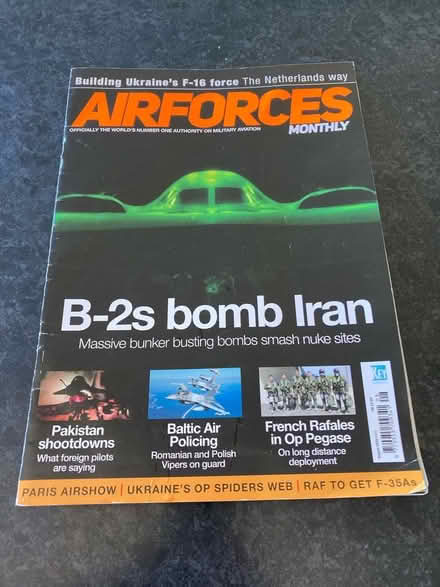 Building Ukraine's F-16 force The Netherlands way
AIRFORCES
OFFICIALLY THE WORLD'S NUMBER ONE AUTHORITY ON MILITARY AVIATION
MONTHLY
B-2s bomb Iran
Massive bunker busting bombs smash nuke sites
Pakistan
shootdowns
What foreign pilots
are saying
Baltic Air
Policing
Romanian and Polish
Vipers on guard
French Rafales
in Op Pegase
On long distance
deployment
KEY
PARIS AIRSHOW | UKRAINE'S OP SPIDERS WEB | RAF TO GET F-35As